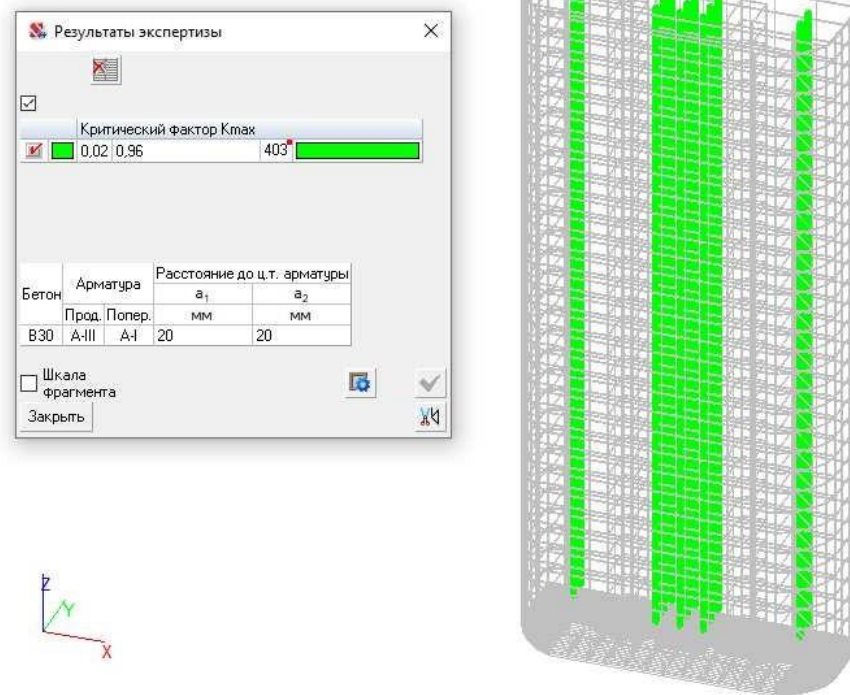 Результаты экспертизы
Критический фактор Kmax
0,02 0,96 403
Бетон Арматура Расстояние до ц.т. арматуры
a₁ a₂
Прод. Попер. мм мм
B30 A-III A-I 20 20
Шкала
фрагмента
Закрыть
Z
Y
X